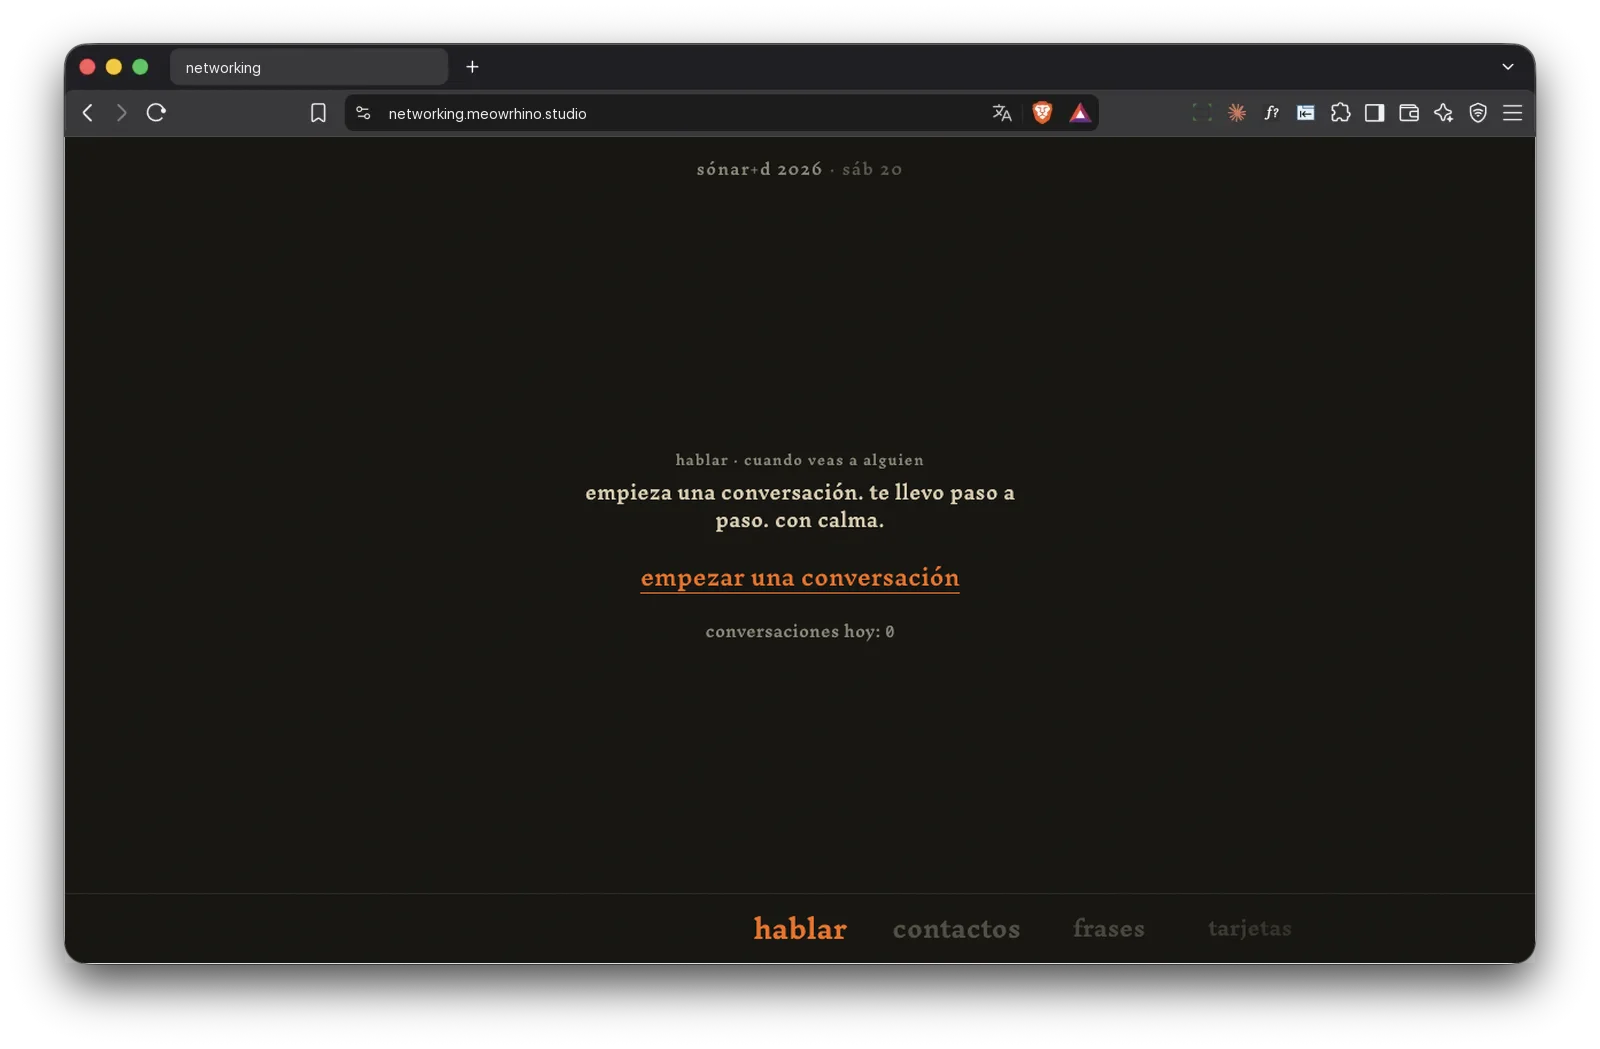 networking
networking.meowrhino.studio
f?
sónar+d 2026 · sáb 20
hablar · cuando veas a alguien
empieza una conversación. te llevo paso a
paso. con calma.
empezar una conversación
conversaciones hoy: 0
hablar contactos frases tarjetas